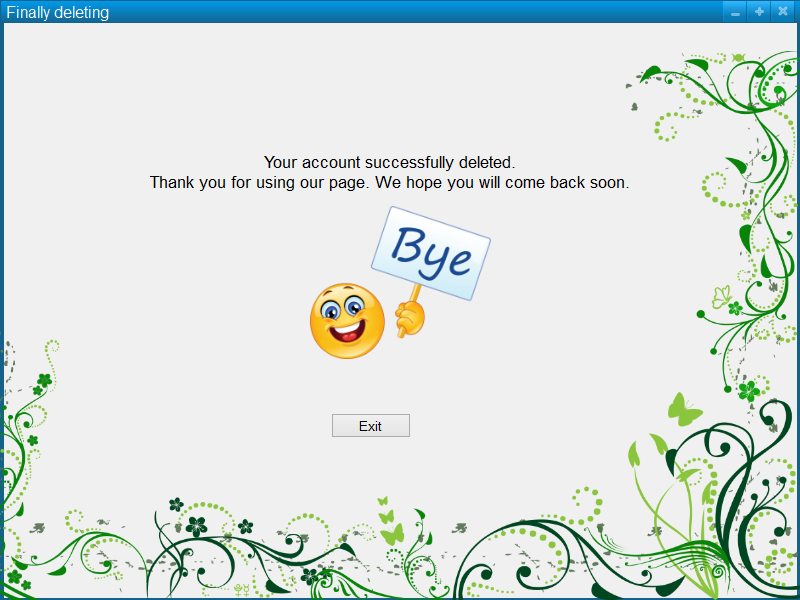 Finally deleting
Your account successfully deleted.
Thank you for using our page. We hope you will come back soon.
Bye
Exit